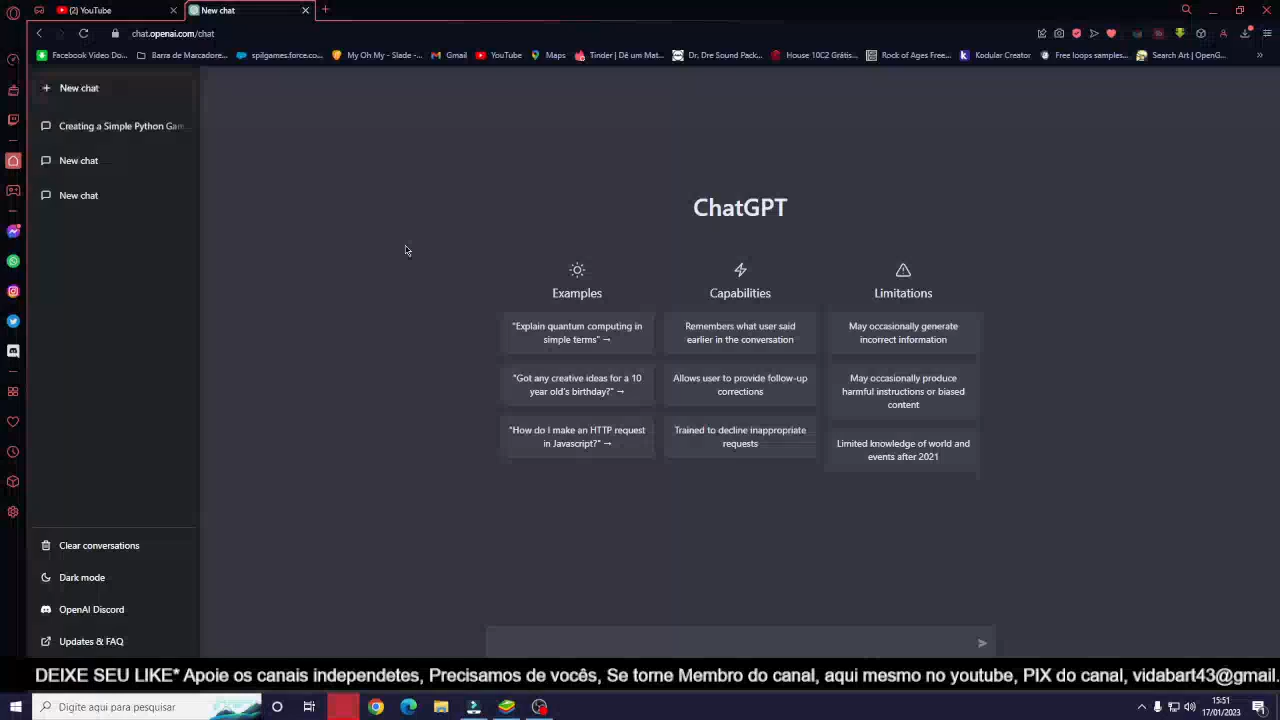 (2) YouTube
New chat
chat.openai.com/chat
Facebook Video Do...
Barra de Marcadore...
spilgames.foundati...
My Oh My - Slade -...
Gmail
YouTube
Maps
Tinder | Dê um Mat...
Dr. Dre Sound Pack...
House 10C2 Grátis...
Rock of Ages Free...
Kodular Creator
Free loops samples...
Search Art | OpenG...
New chat
Creating a Simple Python Gam
New chat
New chat
ChatGPT
Examples
Capabilities
Limitations
"Explain quantum computing in
simple terms" →
Remembers what user said
earlier in the conversation
May occasionally generate
incorrect information
"Got any creative ideas for a 10
year old's birthday?" →
Allows user to provide follow-up
corrections
May occasionally produce
harmful instructions or biased
content
"How do I make an HTTP request
in Javascript?" →
Trained to decline inappropriate
requests
Limited knowledge of world and
events after 2021
Clear conversations
Dark mode
OpenAI Discord
Updates & FAQ
DEIXE SEU LIKE* Apoie os canais independetes, Precisamos de vocês, Se torne Membro do canal, aqui mesmo no youtube, PIX do canal, vidabart43@gmail.
Digite aqui para pesquisar
15:51
17/01/2023